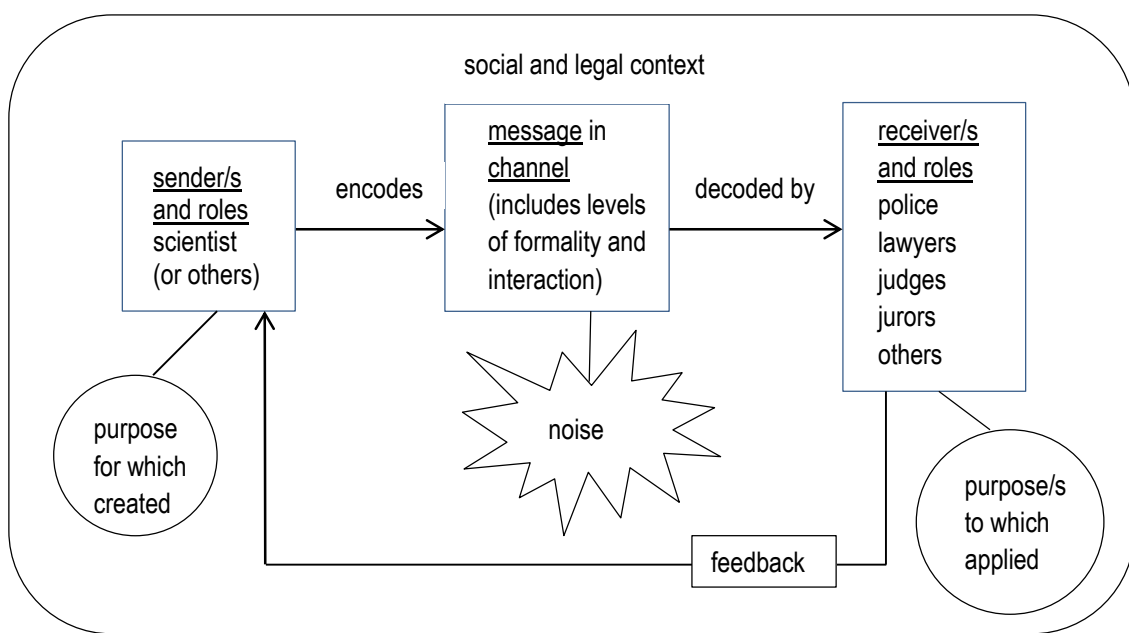 social and legal context
sender/s
and roles
scientist
(or others)
encodes
message in
channel
(includes levels
of formality and
interaction)
decoded by
receiver/s
and roles
police
lawyers
judges
jurors
others
purpose
for which
created
noise
purpose/s
to which
applied
feedback